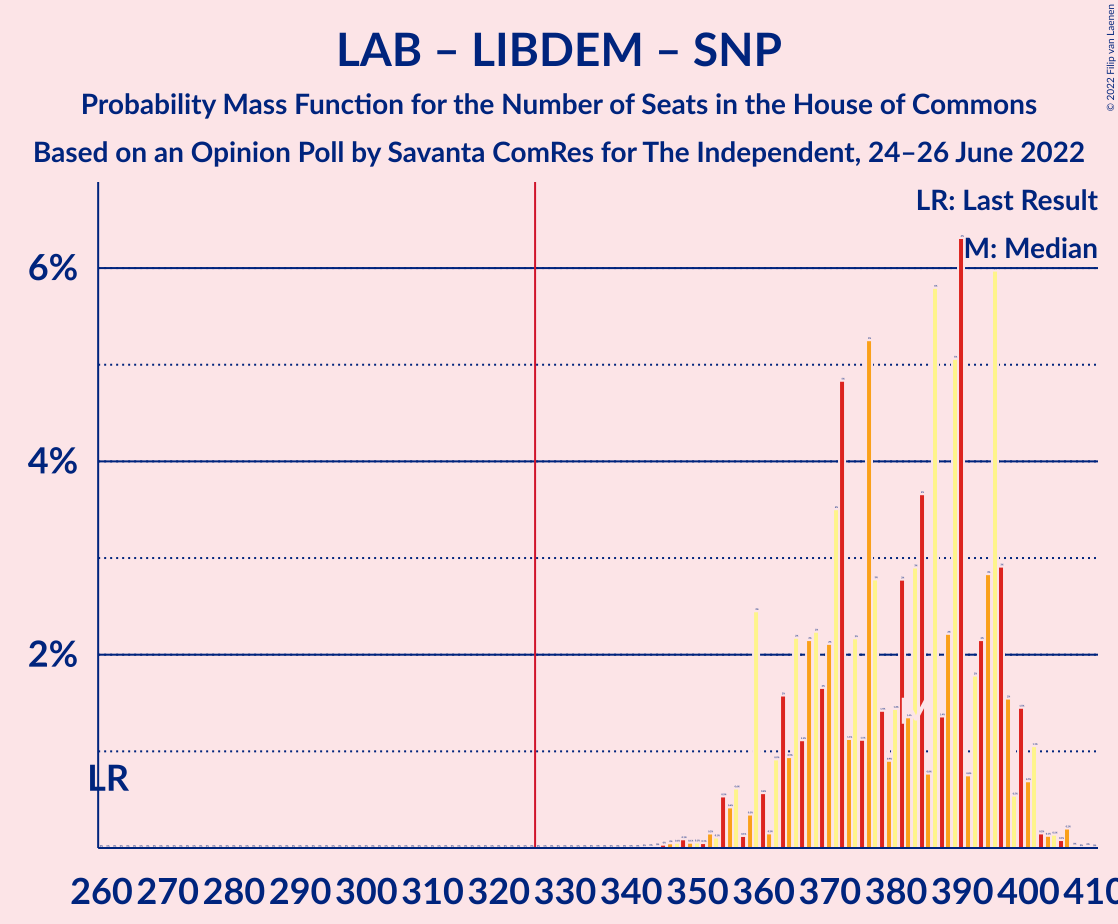 LAB – LIBDEM – SNP
Probability Mass Function for the Number of Seats in the House of Commons
Based on an Opinion Poll by Savanta ComRes for The Independent, 24–26 June 2022
© 2022 Filip van Laenen
LR: Last Result
M: Median
6%
4%
2%
LR
260 270 280 290 300 310 320 330 340 350 360 370 380 390 400 410